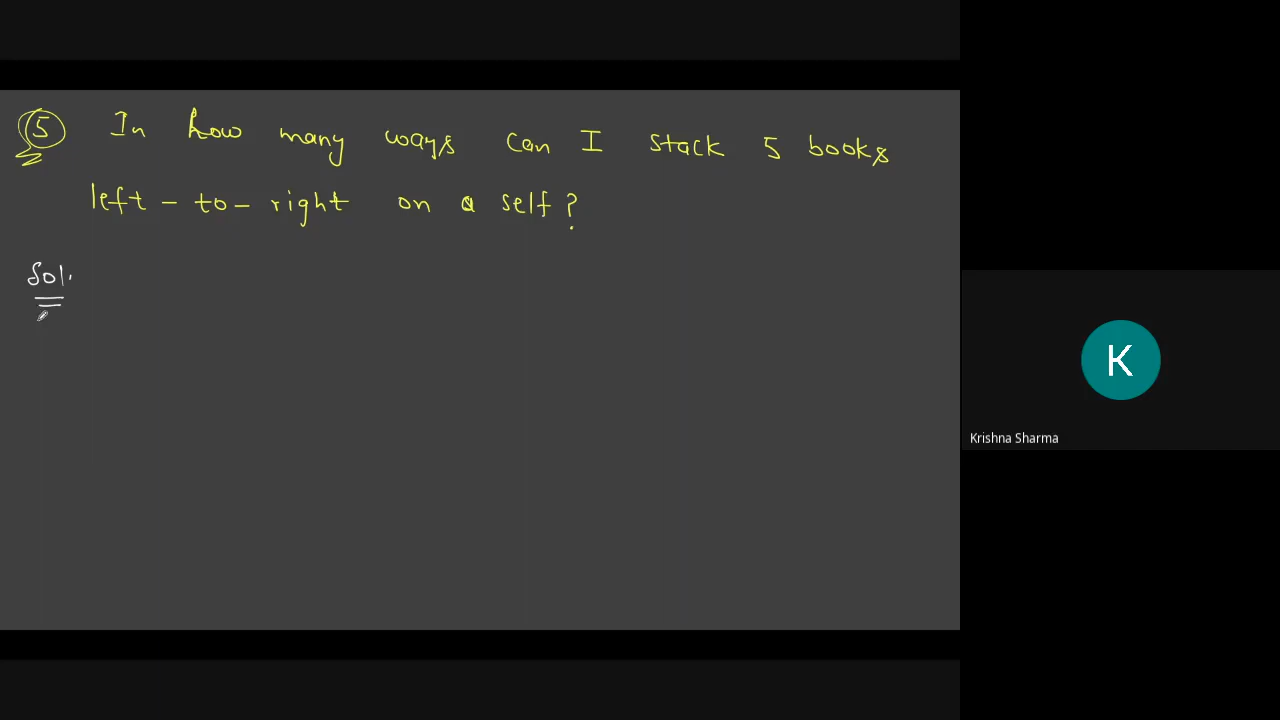 5 In how many ways can I stack 5 books
left-to-right on a self?
Sol.
K
Krishna Sharma